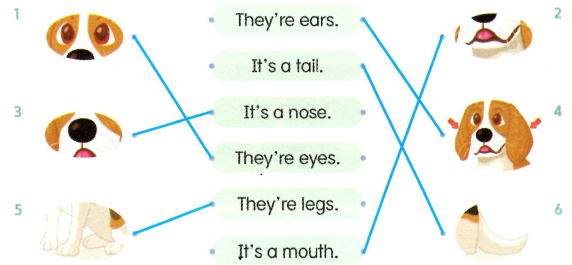 1
They're ears.
2
It's a tail.
3
It's a nose.
4
They're eyes.
5
They're legs.
6
It's a mouth.